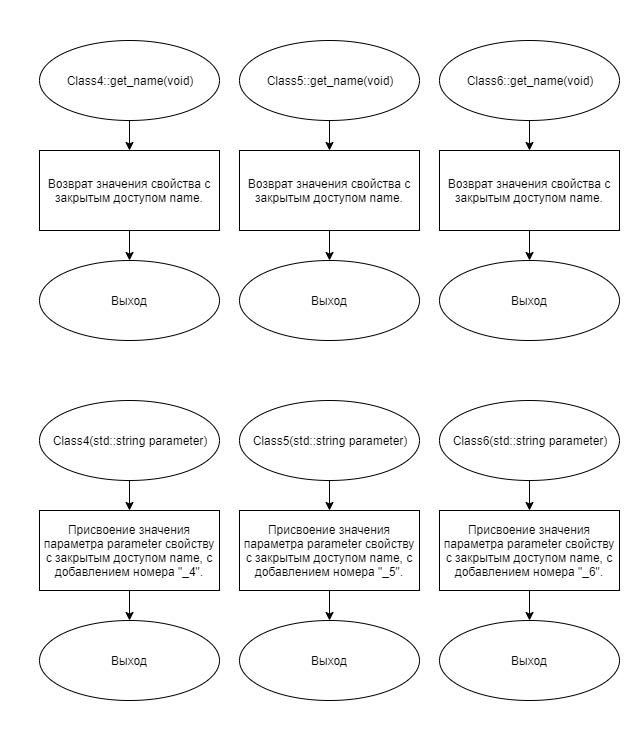 Class4::get_name(void)
Class5::get_name(void)
Class6::get_name(void)
Возврат значения свойства с
закрытым доступом name.
Возврат значения свойства с
закрытым доступом name.
Возврат значения свойства с
закрытым доступом name.
Выход
Выход
Выход
Class4(std::string parameter)
Class5(std::string parameter)
Class6(std::string parameter)
Присвоение значения
параметра parameter свойству
с закрытым доступом name, с
добавлением номера "_4".
Присвоение значения
параметра parameter свойству
с закрытым доступом name, с
добавлением номера "_5".
Присвоение значения
параметра parameter свойству
с закрытым доступом name, с
добавлением номера "_6".
Выход
Выход
Выход